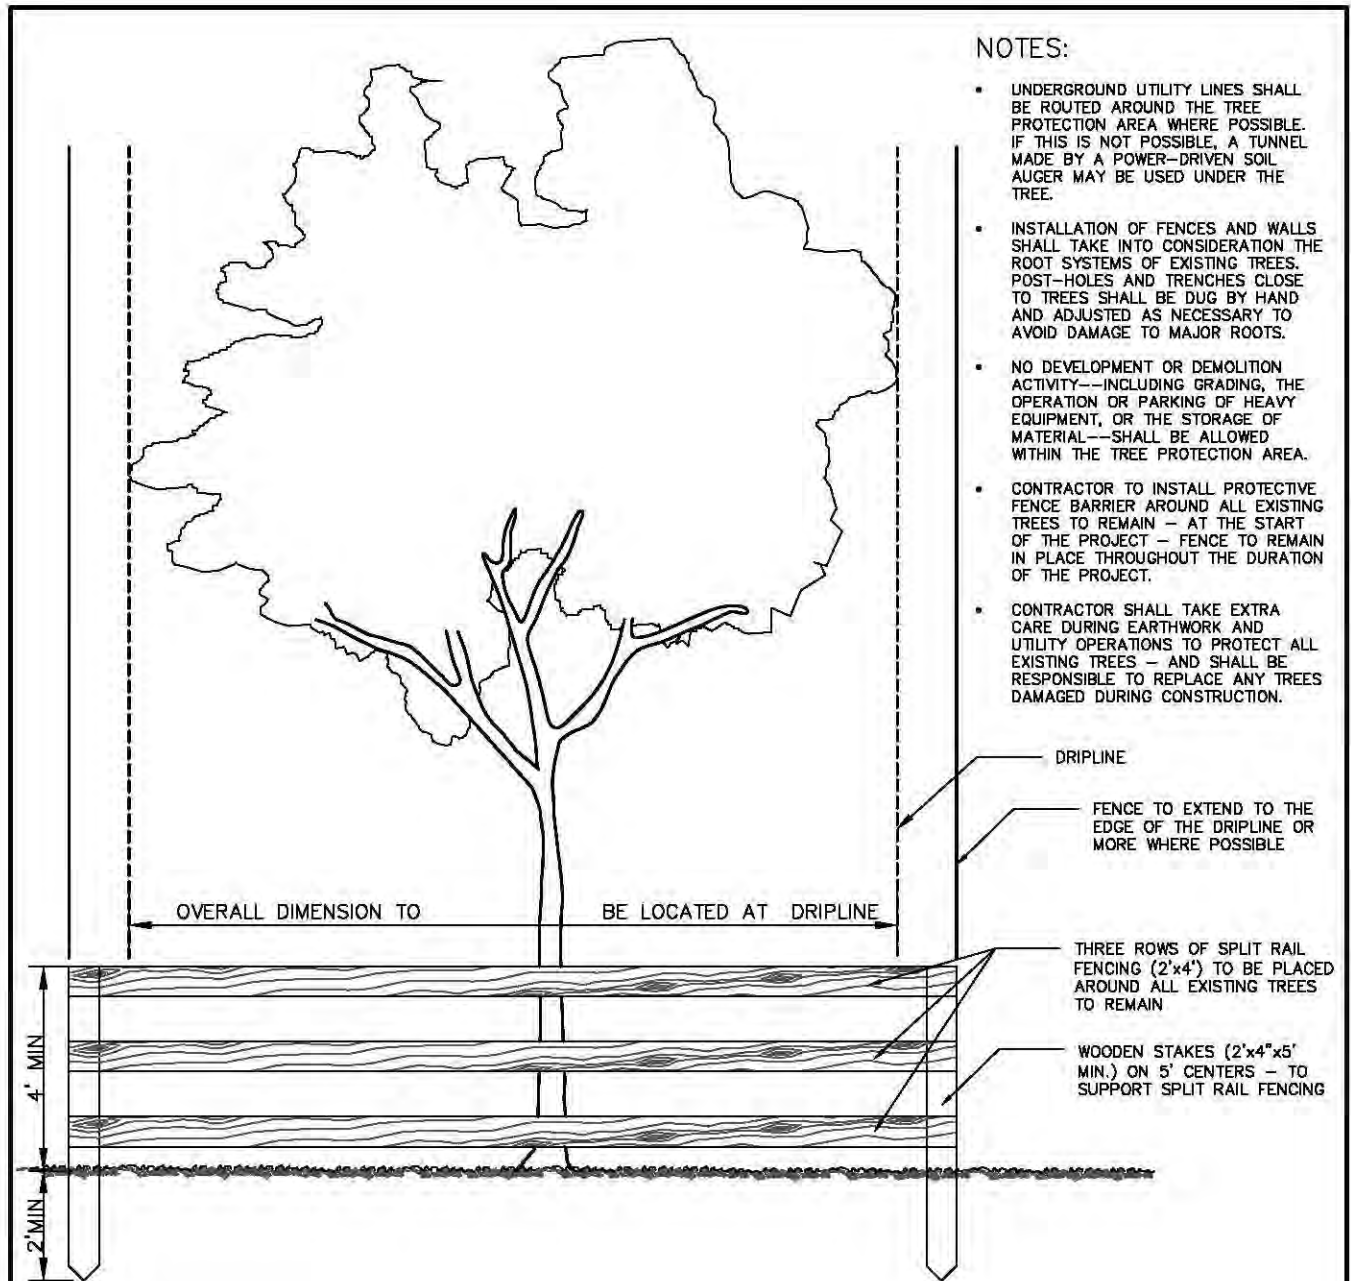 NOTES:
• UNDERGROUND UTILITY LINES SHALL
BE ROUTED AROUND THE TREE
PROTECTION AREA WHERE POSSIBLE.
IF THIS IS NOT POSSIBLE, A TUNNEL
MADE BY A POWER-DRIVEN SOIL
AUGER MAY BE USED UNDER THE
TREE.
• INSTALLATION OF FENCES AND WALLS
SHALL TAKE INTO CONSIDERATION THE
ROOT SYSTEMS OF EXISTING TREES.
POST-HOLES AND TRENCHES CLOSE
TO TREES SHALL BE DUG BY HAND
AND ADJUSTED AS NECESSARY TO
AVOID DAMAGE TO MAJOR ROOTS.
• NO DEVELOPMENT OR DEMOLITION
ACTIVITY--INCLUDING GRADING, THE
OPERATION OR PARKING OF HEAVY
EQUIPMENT, OR THE STORAGE OF
MATERIAL--SHALL BE ALLOWED
WITHIN THE TREE PROTECTION AREA.
• CONTRACTOR TO INSTALL PROTECTIVE
FENCE BARRIER AROUND ALL EXISTING
TREES TO REMAIN - AT THE START
OF THE PROJECT - FENCE TO REMAIN
IN PLACE THROUGHOUT THE DURATION
OF THE PROJECT.
• CONTRACTOR SHALL TAKE EXTRA
CARE DURING EARTHWORK AND
UTILITY OPERATIONS TO PROTECT ALL
EXISTING TREES - AND SHALL BE
RESPONSIBLE TO REPLACE ANY TREES
DAMAGED DURING CONSTRUCTION.
DRIPLINE
FENCE TO EXTEND TO THE
EDGE OF THE DRIPLINE OR
MORE WHERE POSSIBLE
OVERALL DIMENSION TO BE LOCATED AT DRIPLINE
THREE ROWS OF SPLIT RAIL
FENCING (2'x4') TO BE PLACED
AROUND ALL EXISTING TREES
TO REMAIN
WOODEN STAKES (2'x4"x5'
MIN.) ON 5' CENTERS - TO
SUPPORT SPLIT RAIL FENCING
4' MIN
2'MIN